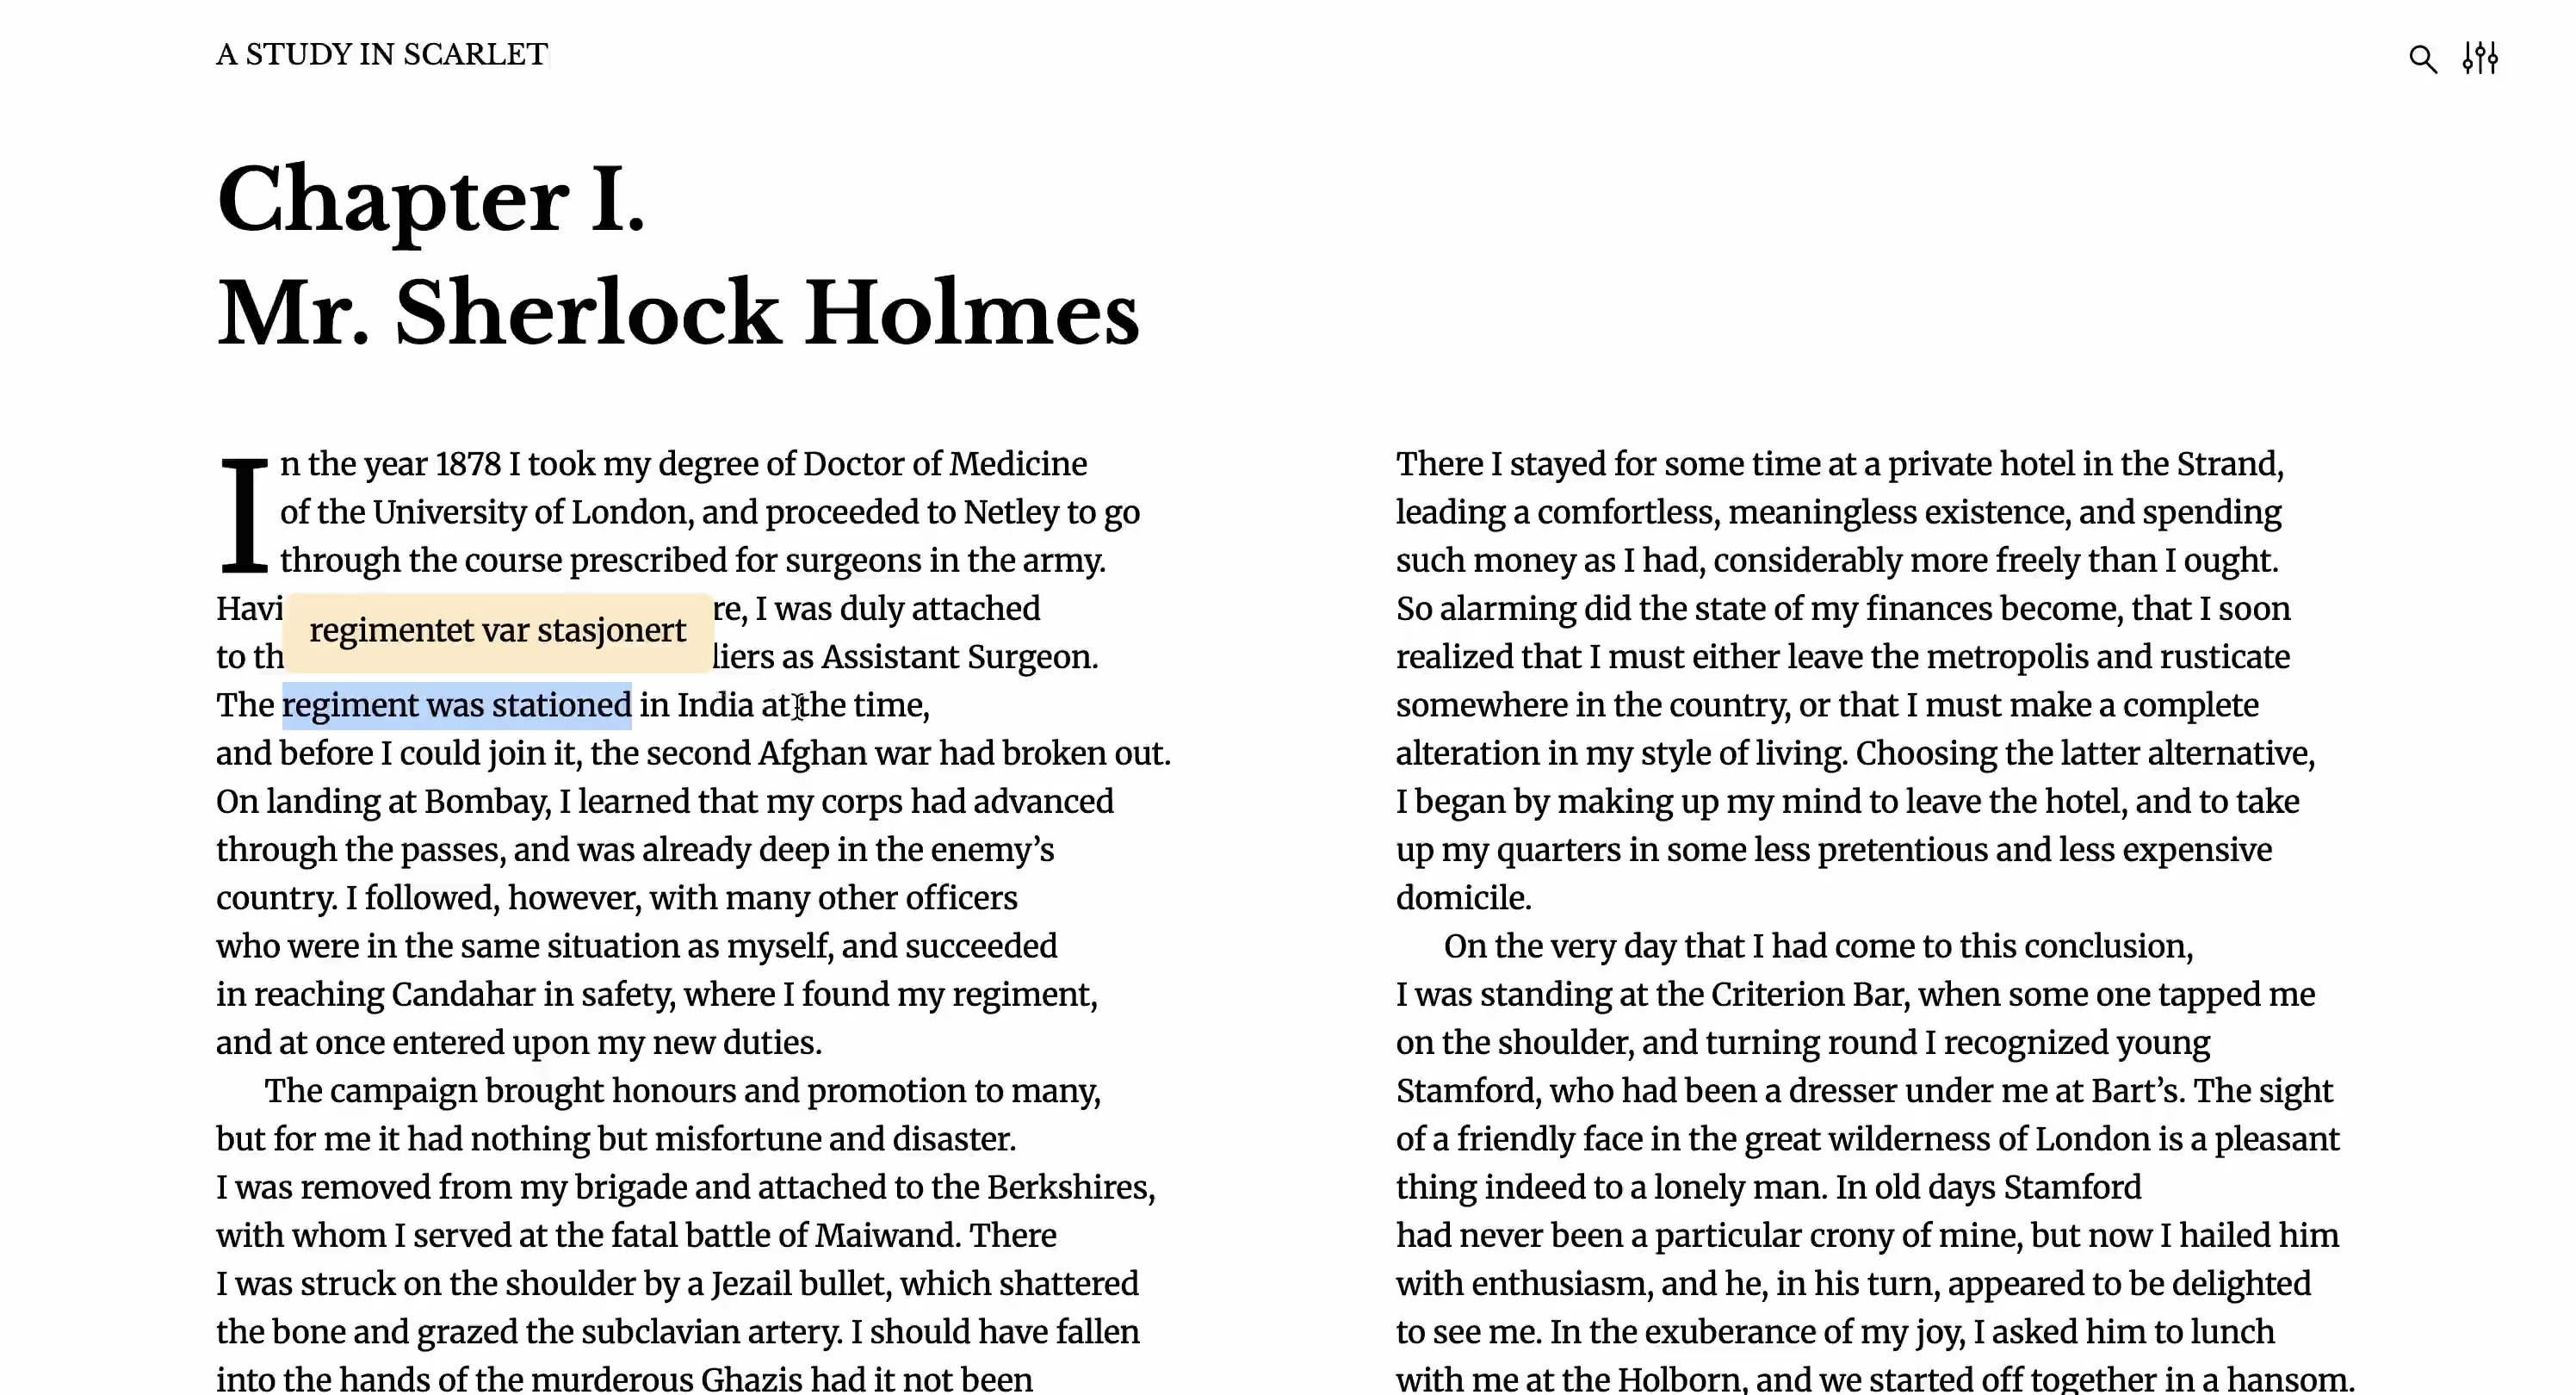 A STUDY IN SCARLET
Chapter I.
Mr. Sherlock Holmes
In the year 1878 I took my degree of Doctor of Medicine
of the University of London, and proceeded to Netley to go
through the course prescribed for surgeons in the army.
Havi re, I was duly attached
regimentet var stasjonert
to th liers as Assistant Surgeon.
The regiment was stationed in India at the time,
and before I could join it, the second Afghan war had broken out.
On landing at Bombay, I learned that my corps had advanced
through the passes, and was already deep in the enemy’s
country. I followed, however, with many other officers
who were in the same situation as myself, and succeeded
in reaching Candahar in safety, where I found my regiment,
and at once entered upon my new duties.
The campaign brought honours and promotion to many,
but for me it had nothing but misfortune and disaster.
I was removed from my brigade and attached to the Berkshires,
with whom I served at the fatal battle of Maiwand. There
I was struck on the shoulder by a Jezail bullet, which shattered
the bone and grazed the subclavian artery. I should have fallen
into the hands of the murderous Ghazis had it not been
There I stayed for some time at a private hotel in the Strand,
leading a comfortless, meaningless existence, and spending
such money as I had, considerably more freely than I ought.
So alarming did the state of my finances become, that I soon
realized that I must either leave the metropolis and rusticate
somewhere in the country, or that I must make a complete
alteration in my style of living. Choosing the latter alternative,
I began by making up my mind to leave the hotel, and to take
up my quarters in some less pretentious and less expensive
domicile.
On the very day that I had come to this conclusion,
I was standing at the Criterion Bar, when some one tapped me
on the shoulder, and turning round I recognized young
Stamford, who had been a dresser under me at Bart’s. The sight
of a friendly face in the great wilderness of London is a pleasant
thing indeed to a lonely man. In old days Stamford
had never been a particular crony of mine, but now I hailed him
with enthusiasm, and he, in his turn, appeared to be delighted
to see me. In the exuberance of my joy, I asked him to lunch
with me at the Holborn, and we started off together in a hansom.